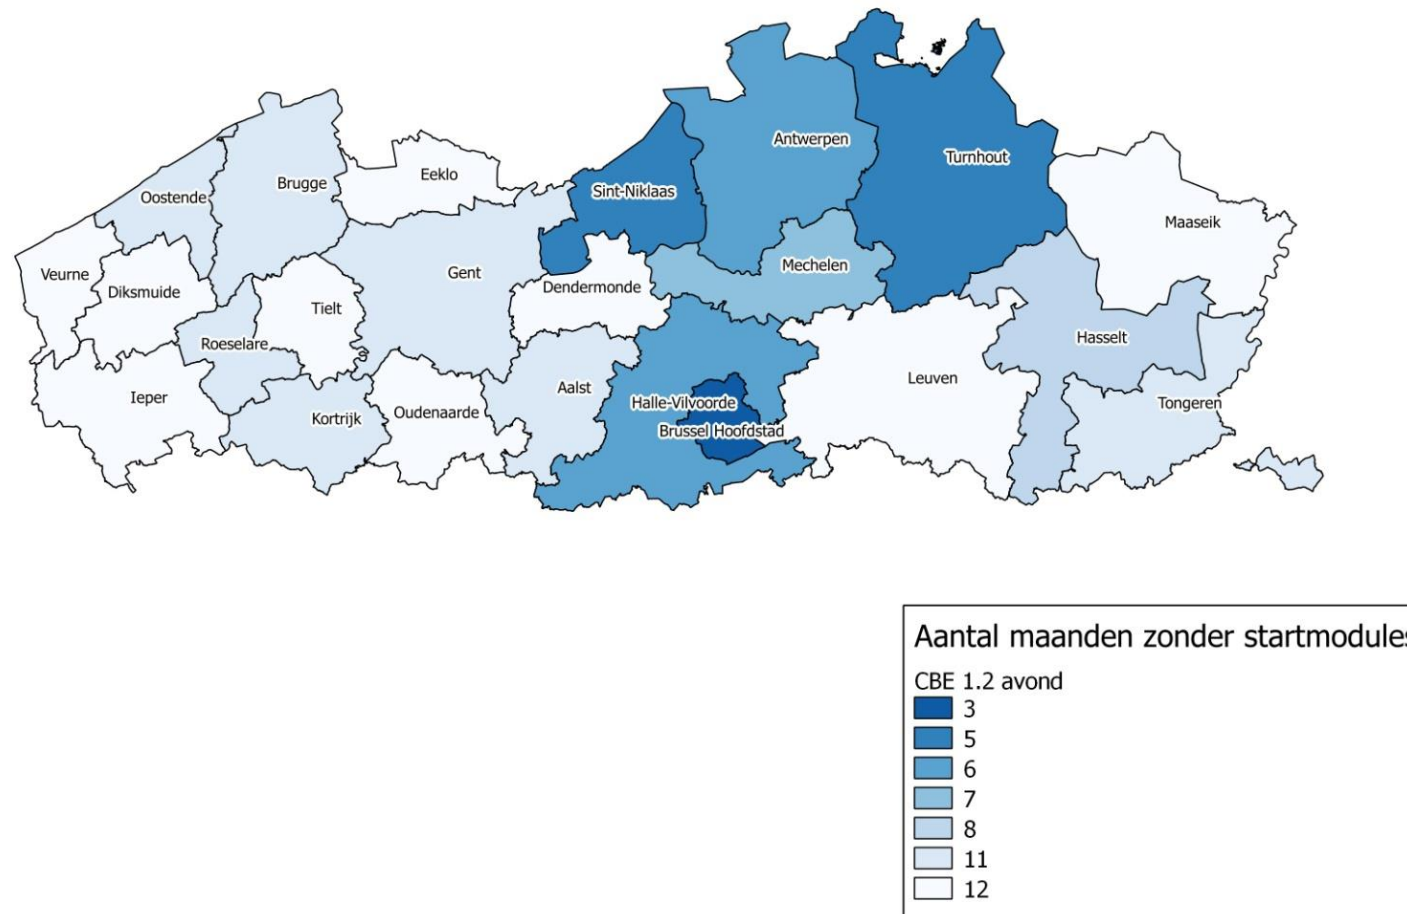 Antwerpen
Turnhout
Eeklo
Brugge
Sint-Niklaas
Oostende
Maaseik
Mechelen
Veurne
Gent
Diksmuide
Dendermonde
Tielt
Hasselt
Roeselare
Leuven
Aalst
Ieper
Halle-Vilvoorde
Tongeren
Oudenaarde
Kortrijk
Brussel Hoofdstad
Aantal maanden zonder startmodules
CBE 1.2 avond
3
5
6
7
8
11
12